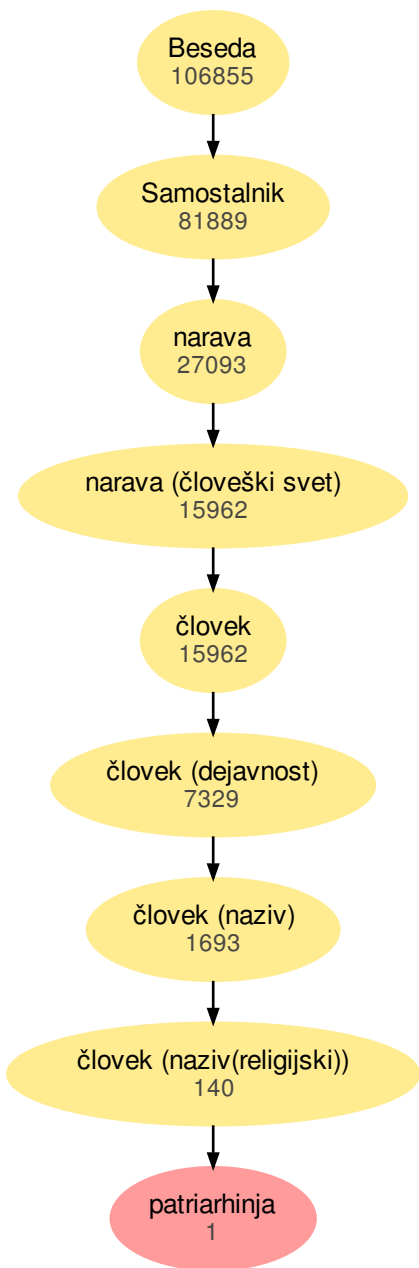 Beseda
106855
Samostalnik
81889
narava
27093
narava (človeški svet)
15962
človek
15962
človek (dejavnost)
7329
človek (naziv)
1693
človek (naziv(religijski))
140
patriarhinja
1